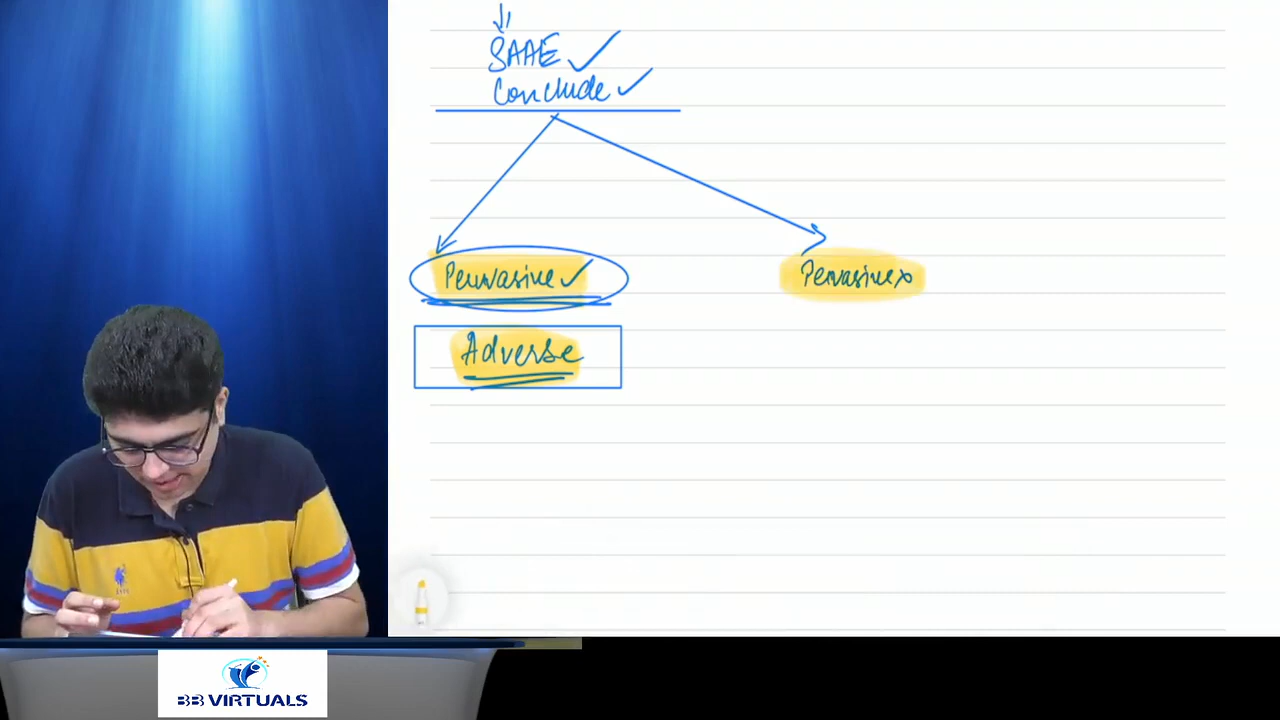 SAAE ✓
Conclude ✓
Pervasive ✓
Pervasive x
Adverse
BB VIRTUALS